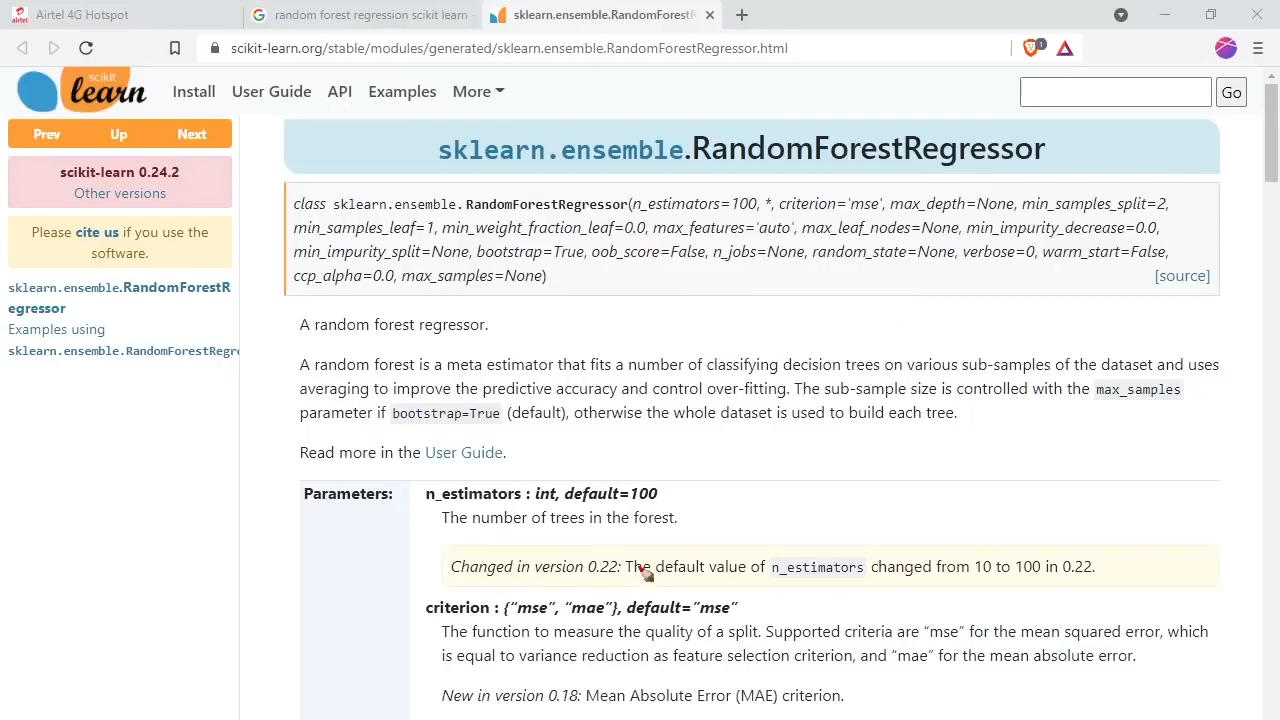 Airtel 4G Hotspot
random forest regression scikit learn
sklearn.ensemble.RandomForestR
scikit-learn.org/stable/modules/generated/sklearn.ensemble.RandomForestRegressor.html
1
scikit
learn
Install User Guide API Examples More
Go
Prev Up Next
scikit-learn 0.24.2
Other versions
Please cite us if you use the
software.
sklearn.ensemble.RandomForestR
egressor
Examples using
sklearn.ensemble.RandomForestRegre
sklearn.ensemble.RandomForestRegressor
class sklearn.ensemble.RandomForestRegressor(n_estimators=100, *, criterion='mse', max_depth=None, min_samples_split=2,
min_samples_leaf=1, min_weight_fraction_leaf=0.0, max_features='auto', max_leaf_nodes=None, min_impurity_decrease=0.0,
min_impurity_split=None, bootstrap=True, oob_score=False, n_jobs=None, random_state=None, verbose=0, warm_start=False,
ccp_alpha=0.0, max_samples=None) [source]
A random forest regressor.
A random forest is a meta estimator that fits a number of classifying decision trees on various sub-samples of the dataset and uses
averaging to improve the predictive accuracy and control over-fitting. The sub-sample size is controlled with the max_samples
parameter if bootstrap=True (default), otherwise the whole dataset is used to build each tree.
Read more in the User Guide.
Parameters: n_estimators : int, default=100
The number of trees in the forest.
Changed in version 0.22: The default value of n_estimators changed from 10 to 100 in 0.22.
criterion : {“mse”, “mae”}, default=”mse”
The function to measure the quality of a split. Supported criteria are “mse” for the mean squared error, which
is equal to variance reduction as feature selection criterion, and “mae” for the mean absolute error.
New in version 0.18: Mean Absolute Error (MAE) criterion.